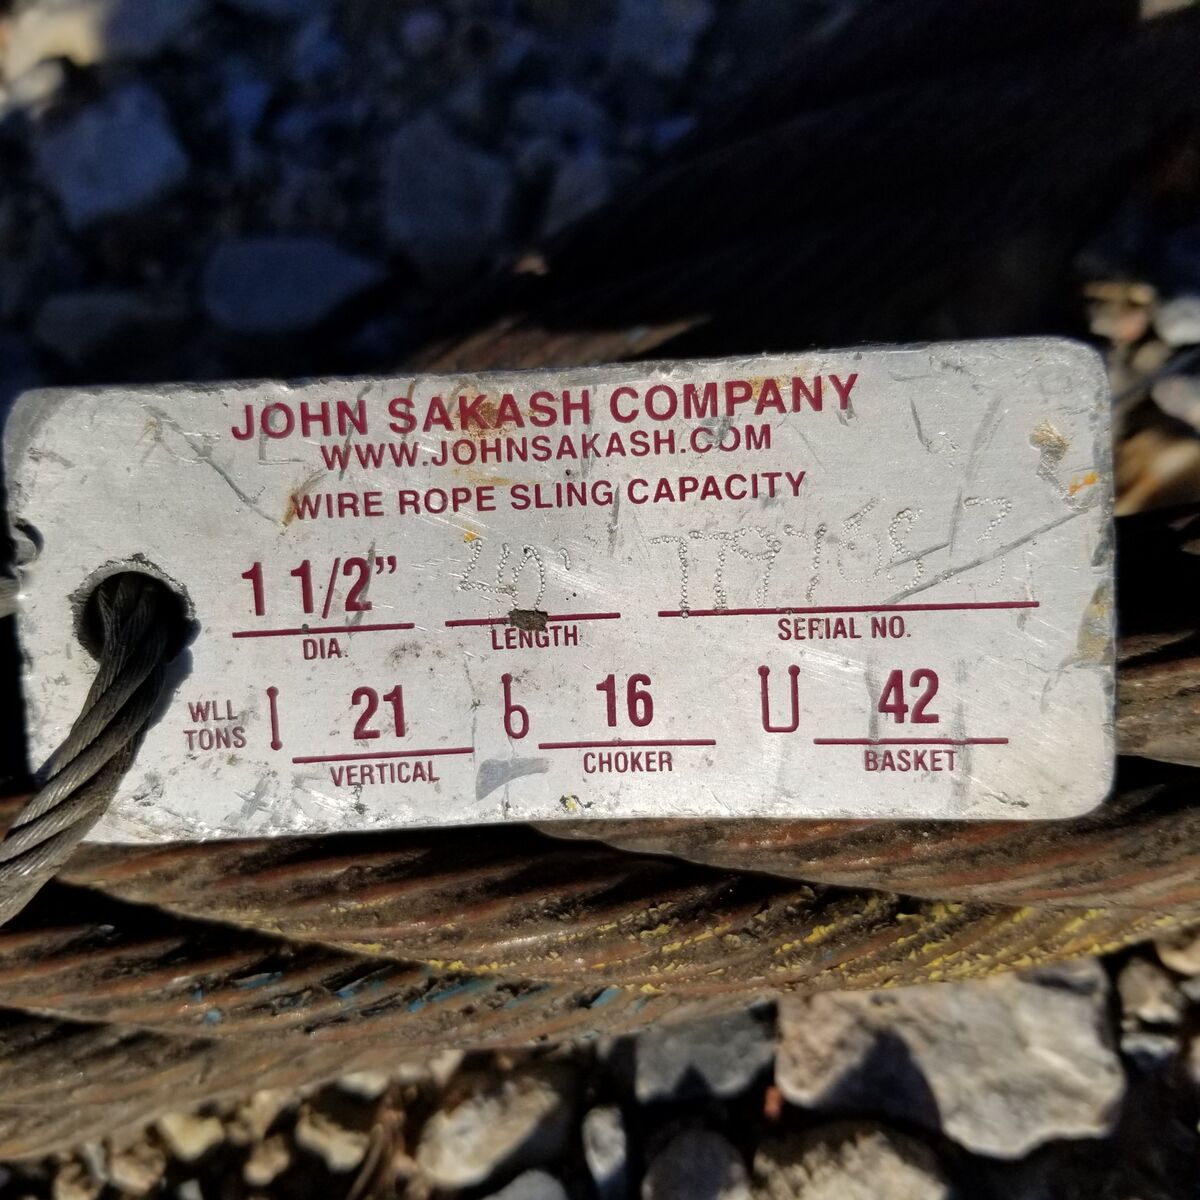 JOHN SAKASH COMPANY
WWW.JOHNSAKASH.COM
WIRE ROPE SLING CAPACITY
1 1/2"
DIA. LENGTH SERIAL NO.
WLL TONS 21 16 42
VERTICAL CHOKER BASKET